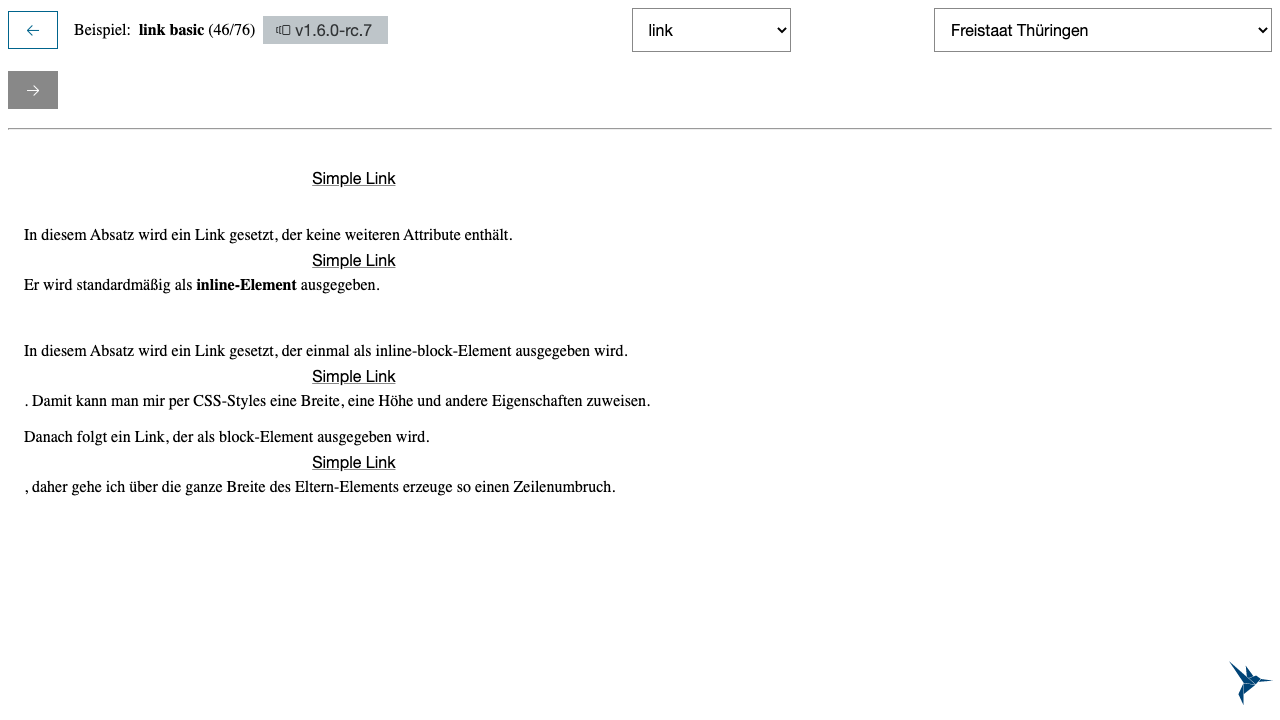 Beispiel: link basic (46/76) v1.6.0-rc.7 link Freistaat Thüringen
Simple Link
In diesem Absatz wird ein Link gesetzt, der keine weiteren Attribute enthält.
Simple Link
Er wird standardmäßig als inline-Element ausgegeben.
In diesem Absatz wird ein Link gesetzt, der einmal als inline-block-Element ausgegeben wird.
Simple Link
. Damit kann man mir per CSS-Styles eine Breite, eine Höhe und andere Eigenschaften zuweisen.
Danach folgt ein Link, der als block-Element ausgegeben wird.
Simple Link
, daher gehe ich über die ganze Breite des Eltern-Elements erzeuge so einen Zeilenumbruch.